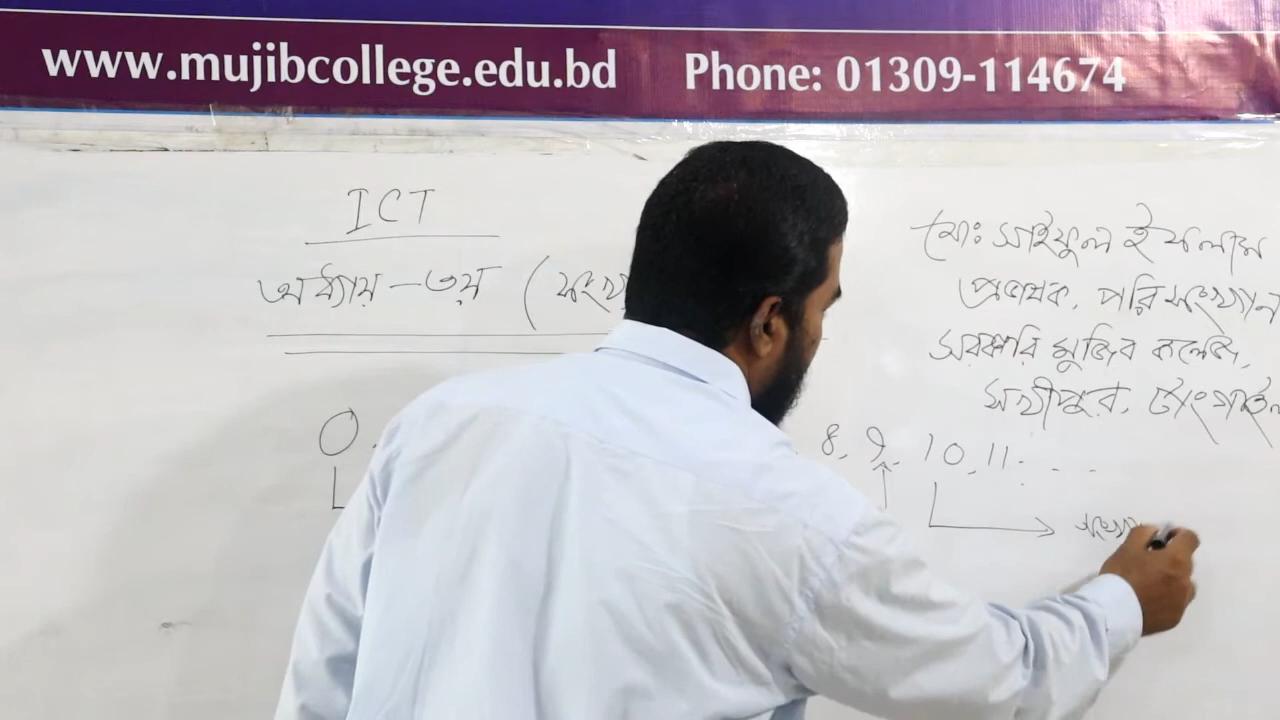 www.mujibcollege.edu.bd Phone: 01309-114674
ICT
অধ্যায় - ৩য় (সংখ্যা
মোঃ সাইফুল ইসলাম
প্রভাষক, পরিসংখ্যান
সরকারি মুজিব কলেজ,
সখীপুর, টাংগাইল
0, 8, 9, 10, 11, . . .
সংখ্যা